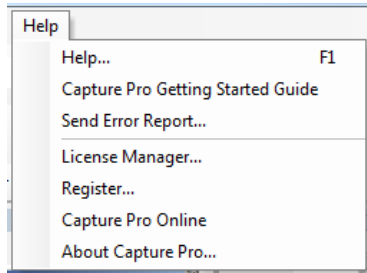 Help
Help... F1
Capture Pro Getting Started Guide
Send Error Report...
License Manager...
Register...
Capture Pro Online
About Capture Pro...